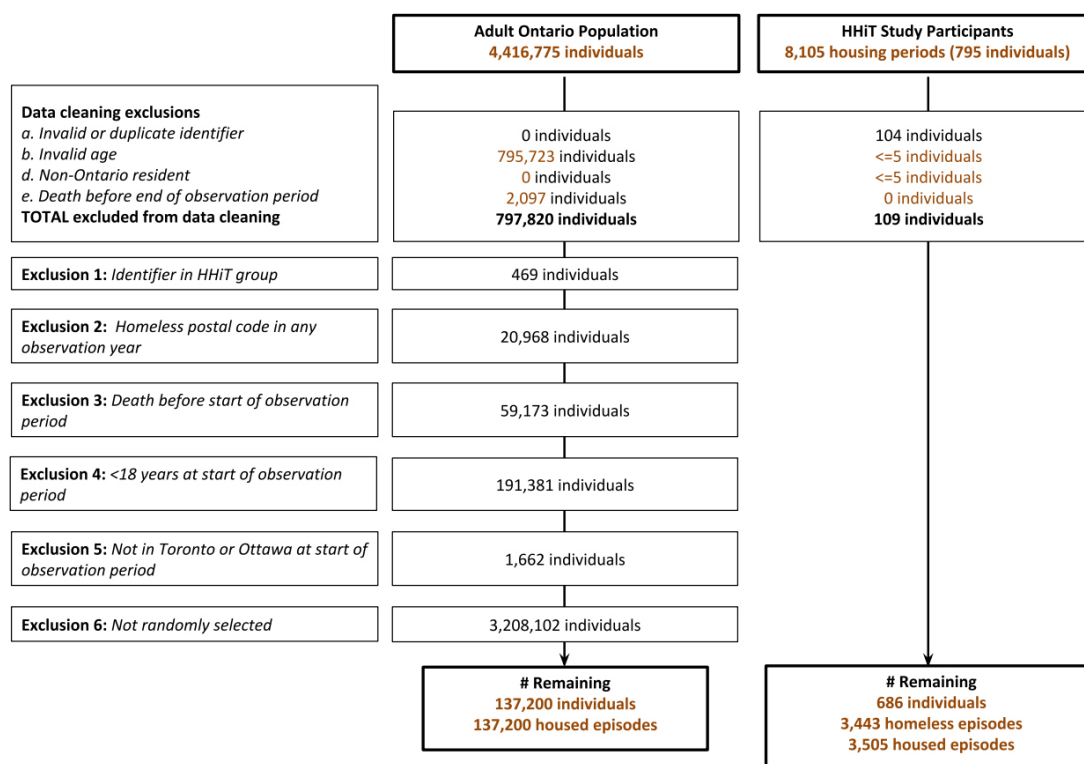 Adult Ontario Population
4,416,775 individuals
HHiT Study Participants
8,105 housing periods (795 individuals)
Data cleaning exclusions
a. Invalid or duplicate identifier
b. Invalid age
d. Non-Ontario resident
e. Death before end of observation period
TOTAL excluded from data cleaning
0 individuals
795,723 individuals
0 individuals
2,097 individuals
797,820 individuals
104 individuals
<=5 individuals
<=5 individuals
0 individuals
109 individuals
Exclusion 1: Identifier in HHiT group
469 individuals
Exclusion 2: Homeless postal code in any
observation year
20,968 individuals
Exclusion 3: Death before start of observation
period
59,173 individuals
Exclusion 4: <18 years at start of observation
period
191,381 individuals
Exclusion 5: Not in Toronto or Ottawa at start of
observation period
1,662 individuals
Exclusion 6: Not randomly selected
3,208,102 individuals
# Remaining
137,200 individuals
137,200 housed episodes
# Remaining
686 individuals
3,443 homeless episodes
3,505 housed episodes